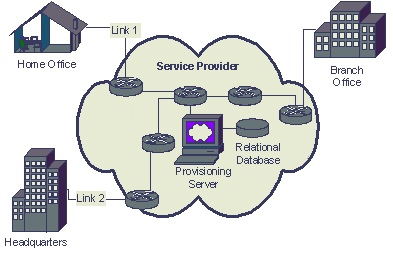 Link 1
Home Office
Service Provider
Branch
Office
Relational
Database
Provisioning
Server
Link 2
Headquarters